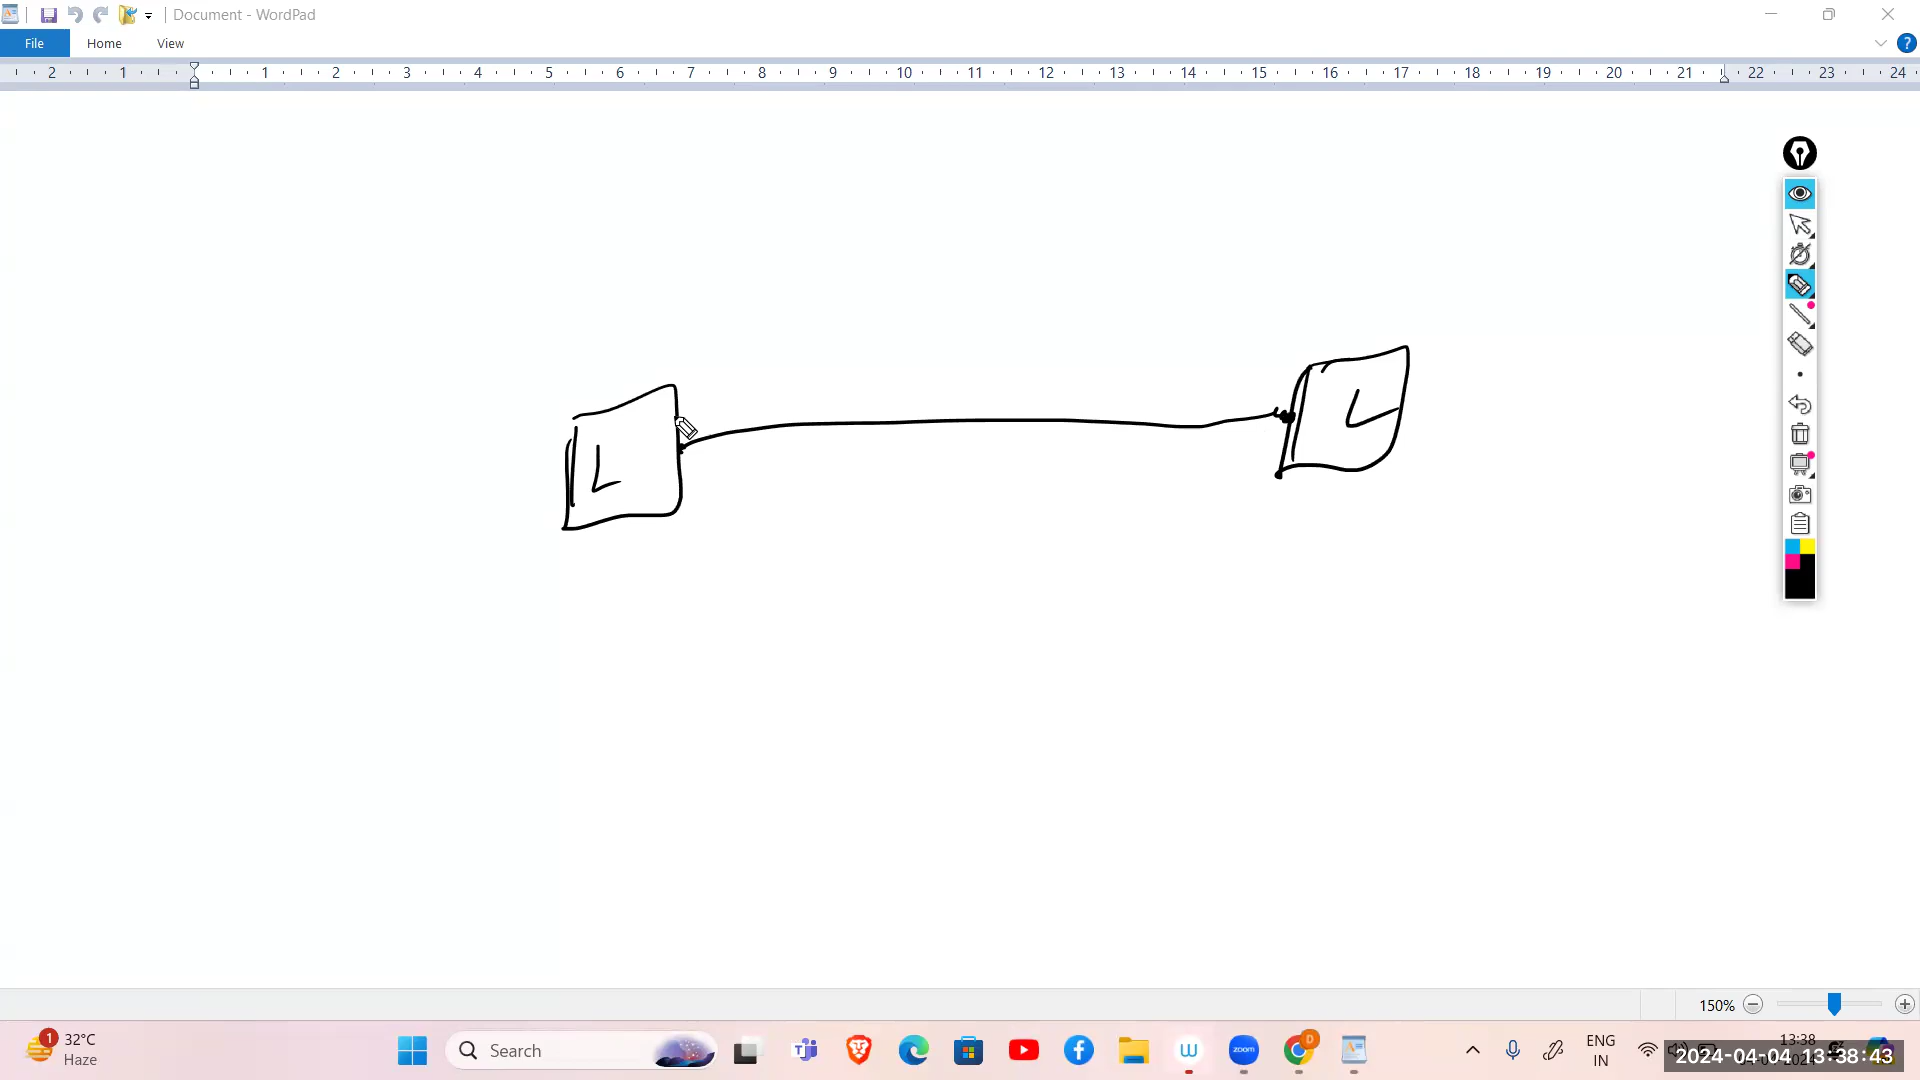 Document - WordPad
File Home View
2 1 1 2 3 4 5 6 7 8 9 10 11 12 13 14 15 16 17 18 19 20 21 22 23 24
L L
150%
1 32°C Search zoom D ENG 13:38
Haze IN
2024-04-04 13:38:43